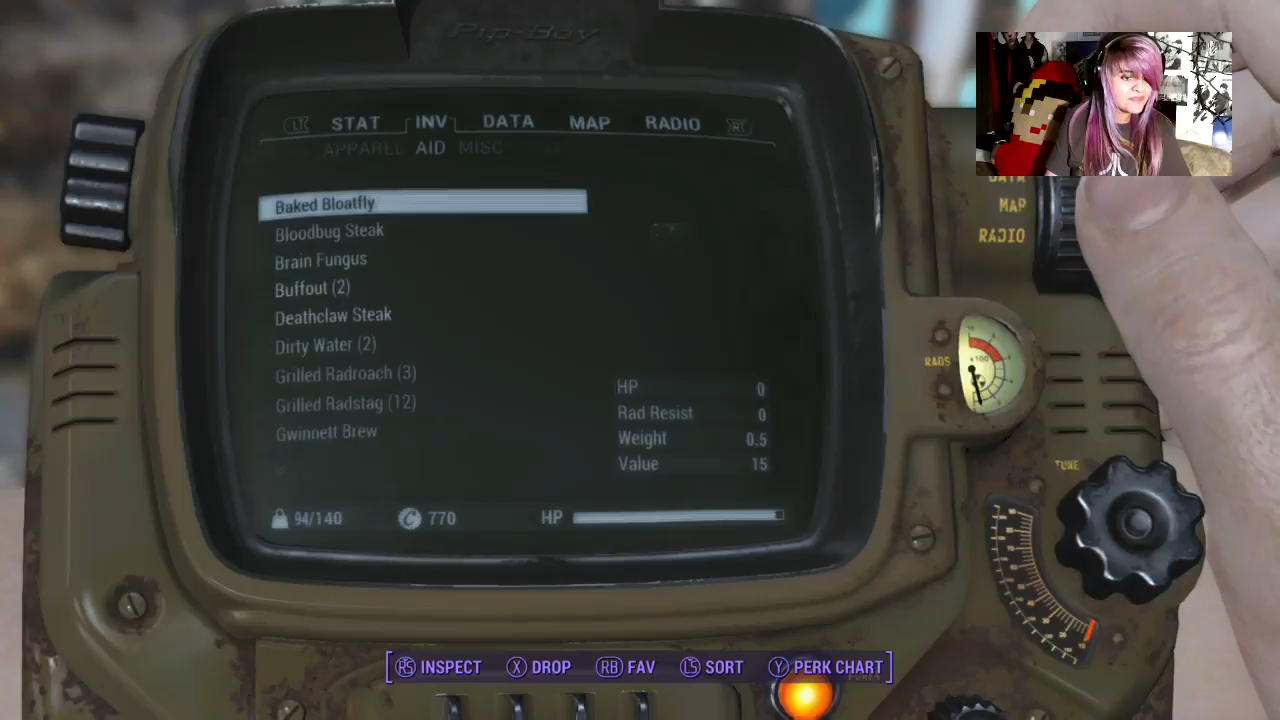 Pip-Boy
LT STAT INV DATA MAP RADIO RT
APPAREL AID MISC
DATA
MAP
RADIO
Baked Bloatfly
Bloodbug Steak
Brain Fungus
Buffout (2)
Deathclaw Steak
Dirty Water (2)
Grilled Radroach (3)
Grilled Radstag (12)
Gwinnett Brew
HP 0
Rad Resist 0
Weight 0.5
Value 15
94/140 770 HP
RADS
x100
TUNE
RS INSPECT X DROP RB FAV LS SORT Y PERK CHART